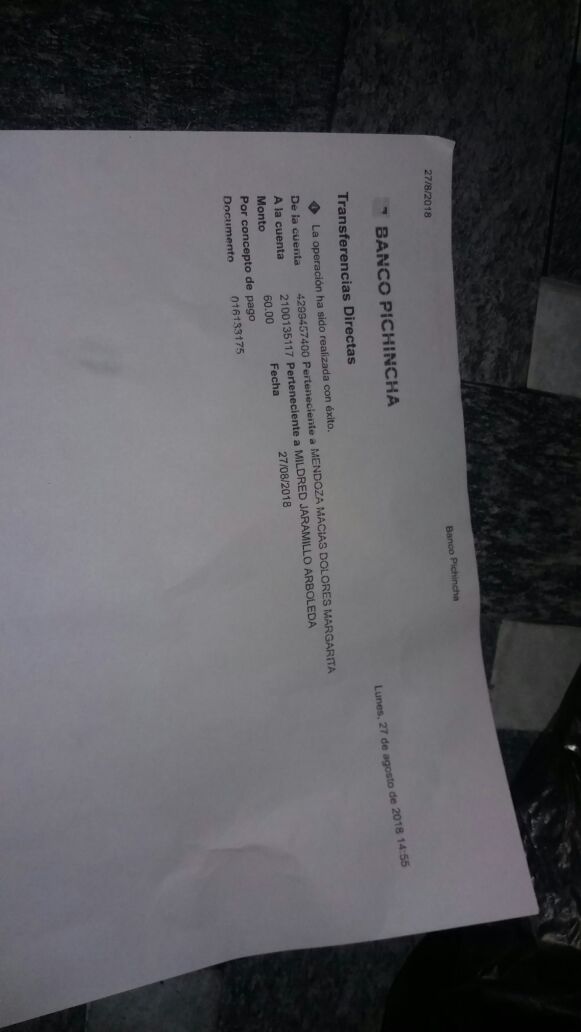 Banco Pichincha
27/8/2018
BANCO PICHINCHA
Lunes, 27 de agosto de 2018 14:55
Transferencias Directas
La operación ha sido realizada con éxito.
De la cuenta 4299457400 Perteneciente a MENDOZA MACIAS DOLORES MARGARITA
A la cuenta 2100135117 Perteneciente a MILDRED JARAMILLO ARBOLEDA
Monto 60.00 Fecha 27/08/2018
Por concepto de pago
Documento 016133175